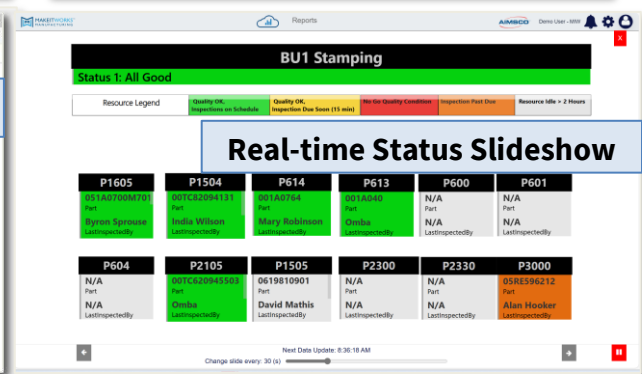 MAKEITWORKS
MANUFACTURING
Reports
AIMSCO
Demo User - MIW
X
BU1 Stamping
Status 1: All Good
Resource Legend
Quality OK, Inspections on Schedule
Quality OK, Inspection Due Soon (15 min)
No Go Quality Condition
Inspection Past Due
Resource Idle > 2 Hours
Real-time Status Slideshow
P1605 P1504 P614 P613 P600 P601
051A0700M701 00TC82094131 001A0764 001A040 N/A N/A
Part Part Part Part Part Part
Byron Sprouse India Wilson Mary Robinson Omba N/A N/A
LastInspectedBy LastInspectedBy LastInspectedBy LastInspectedBy LastInspectedBy LastInspectedBy
P604 P2105 P1505 P2300 P2330 P3000
N/A 00TC620945503 0619810901 N/A N/A 05RE596212
Part Part Part Part Part Part
N/A Omba David Mathis N/A N/A Alan Hooker
LastInspectedBy LastInspectedBy LastInspectedBy LastInspectedBy LastInspectedBy LastInspectedBy
Next Data Update: 8:36:18 AM
Change slide every: 30 (s)